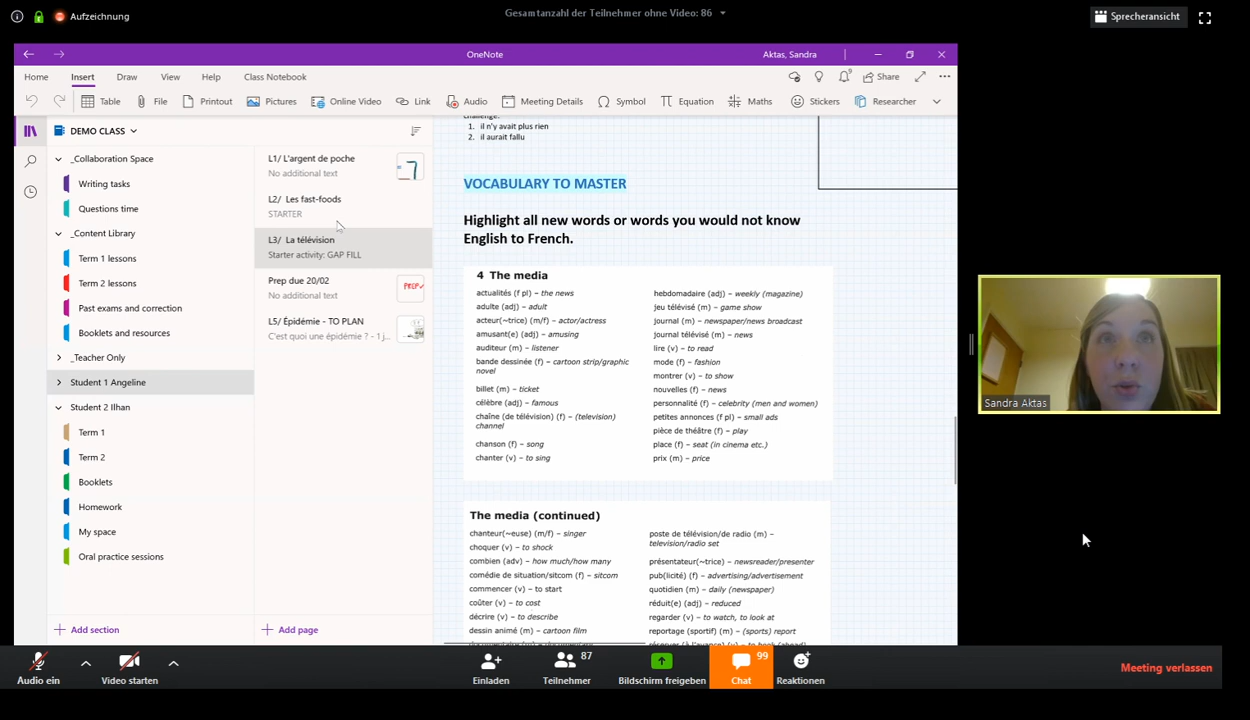 Aufzeichnung
Gesamtanzahl der Teilnehmer ohne Video: 86
Sprecheransicht
OneNote
Aktas, Sandra
Home Insert Draw View Help Class Notebook
Share
Table File Printout Pictures Online Video Link Audio Meeting Details Symbol Equation Maths Stickers Researcher
DEMO CLASS
_Collaboration Space
Writing tasks
Questions time
_Content Library
Term 1 lessons
Term 2 lessons
Past exams and correction
Booklets and resources
_Teacher Only
Student 1 Angeline
Student 2 Ilhan
Term 1
Term 2
Booklets
Homework
My space
Oral practice sessions
Add section
L1/ L'argent de poche
No additional text
L2/ Les fast-foods
STARTER
L3/ La télévision
Starter activity: GAP FILL
Prep due 20/02
No additional text
PREP
L5/ Épidémie - TO PLAN
C'est quoi une épidémie ? - 1 j...
Add page
Challenge:
1. il n'y avait plus rien
2. il aurait fallu
VOCABULARY TO MASTER
Highlight all new words or words you would not know
English to French.
4 The media
actualités (f pl) – the news
adulte (adj) – adult
acteur(~trice) (m/f) – actor/actress
amusant(e) (adj) – amusing
auditeur (m) – listener
bande dessinée (f) – cartoon strip/graphic
novel
billet (m) – ticket
célèbre (adj) – famous
chaîne (de télévision) (f) – (television)
channel
chanson (f) – song
chanter (v) – to sing
hebdomadaire (adj) – weekly (magazine)
jeu télévisé (m) – game show
journal (m) – newspaper/news broadcast
journal télévisé (m) – news
lire (v) – to read
mode (f) – fashion
montrer (v) – to show
nouvelles (f) – news
personnalité (f) – celebrity (men and women)
petites annonces (f pl) – small ads
pièce de théâtre (f) – play
place (f) – seat (in cinema etc.)
prix (m) – price
The media (continued)
chanteur(~euse) (m/f) – singer
choquer (v) – to shock
combien (adv) – how much/how many
comédie de situation/sitcom (f) – sitcom
commencer (v) – to start
coûter (v) – to cost
décrire (v) – to describe
dessin animé (m) – cartoon film
poste de télévision/de radio (m) –
television/radio set
présentateur(~trice) – newsreader/presenter
pub(licité) (f) – advertising/advertisement
quotidien (m) – daily (newspaper)
réduit(e) (adj) – reduced
regarder (v) – to watch, to look at
reportage (sportif) (m) – (sports) report
Sandra Aktas
Audio ein
Video starten
Einladen
87
Teilnehmer
Bildschirm freigeben
99
Chat
Reaktionen
Meeting verlassen